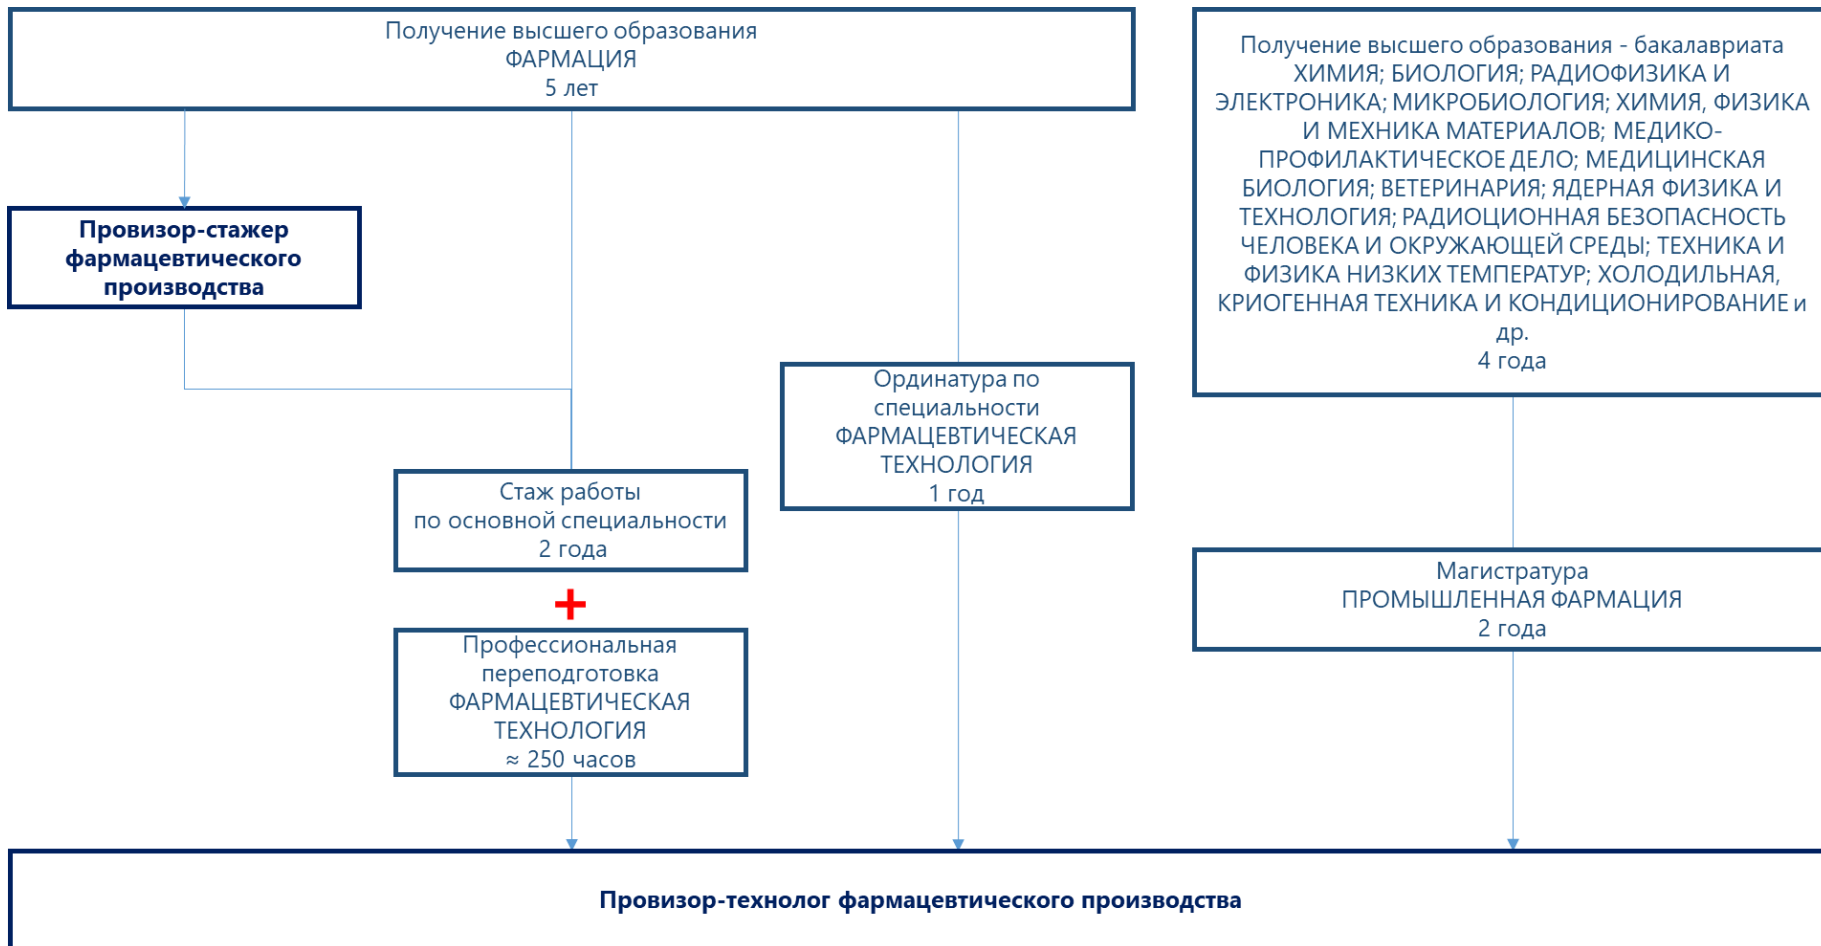 Получение высшего образования
ФАРМАЦИЯ
5 лет
Получение высшего образования - бакалавриата
ХИМИЯ; БИОЛОГИЯ; РАДИОФИЗИКА И
ЭЛЕКТРОНИКА; МИКРОБИОЛОГИЯ; ХИМИЯ, ФИЗИКА
И МЕХНИКА МАТЕРИАЛОВ; МЕДИКО-
ПРОФИЛАКТИЧЕСКОЕ ДЕЛО; МЕДИЦИНСКАЯ
БИОЛОГИЯ; ВЕТЕРИНАРИЯ; ЯДЕРНАЯ ФИЗИКА И
ТЕХНОЛОГИЯ; РАДИОЦИОННАЯ БЕЗОПАСНОСТЬ
ЧЕЛОВЕКА И ОКРУЖАЮЩЕЙ СРЕДЫ; ТЕХНИКА И
ФИЗИКА НИЗКИХ ТЕМПЕРАТУР; ХОЛОДИЛЬНАЯ,
КРИОГЕННАЯ ТЕХНИКА И КОНДИЦИОНИРОВАНИЕ и
др.
4 года
Провизор-стажер
фармацевтического
производства
Ординатура по
специальности
ФАРМАЦЕВТИЧЕСКАЯ
ТЕХНОЛОГИЯ
1 год
Стаж работы
по основной специальности
2 года
+
Профессиональная
переподготовка
ФАРМАЦЕВТИЧЕСКАЯ
ТЕХНОЛОГИЯ
≈ 250 часов
Магистратура
ПРОМЫШЛЕННАЯ ФАРМАЦИЯ
2 года
Провизор-технолог фармацевтического производства